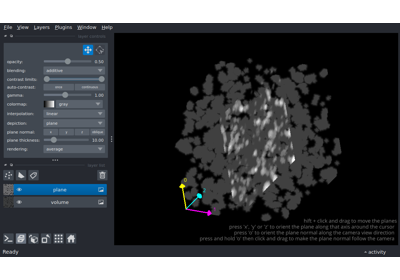 File View Layers Plugins Window Help
layer controls
opacity: 0.50
blending: additive
contrast limits:
auto-contrast: once continuous
gamma: 1.00
colormap: gray
interpolation: linear
depiction: plane
plane normal: x y z oblique
plane thickness: 10.00
rendering: average
layer list
plane
volume
hift = click and drag to move the planes
press 'x', 'y' or 'z' to orient the plane along that axis around the cursor
press 'o' to orient the plane normal along the camera view direction
press and hold 'o' then click and drag to make the plane normal follow the camera
Ready
activity